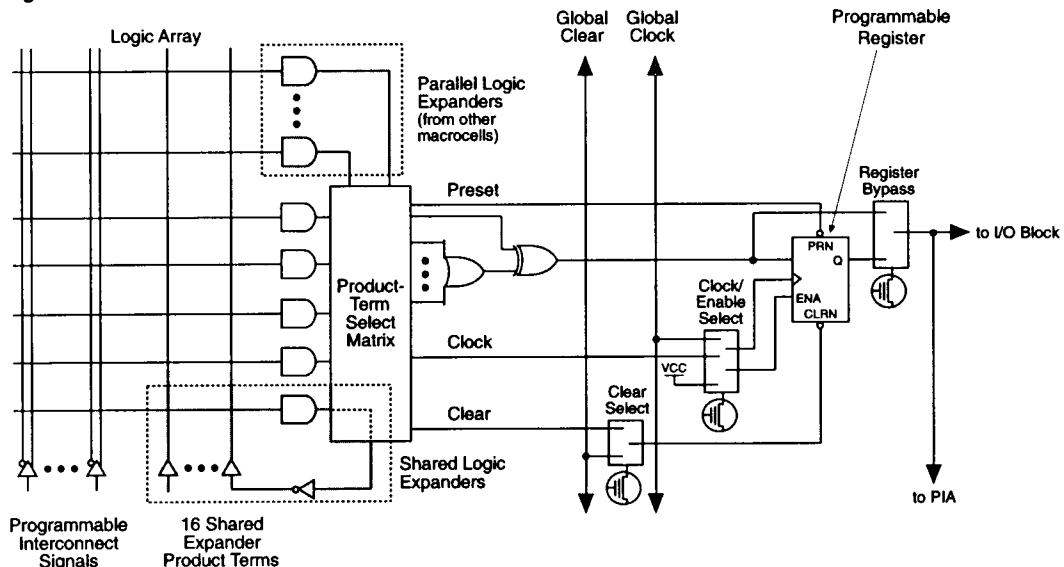 Logic Array
Global
Clear
Global
Clock
Programmable
Register
Parallel Logic
Expanders
(from other
macrocells)
Register
Bypass
Preset
to I/O Block
PRN
Q
Product-
Term
Select
Matrix
Clock/
Enable
Select
ENA
CLRN
Clock
VCC
Clear
Clear
Select
Shared Logic
Expanders
to PIA
Programmable
Interconnect
Signals
16 Shared
Expander
Product Terms